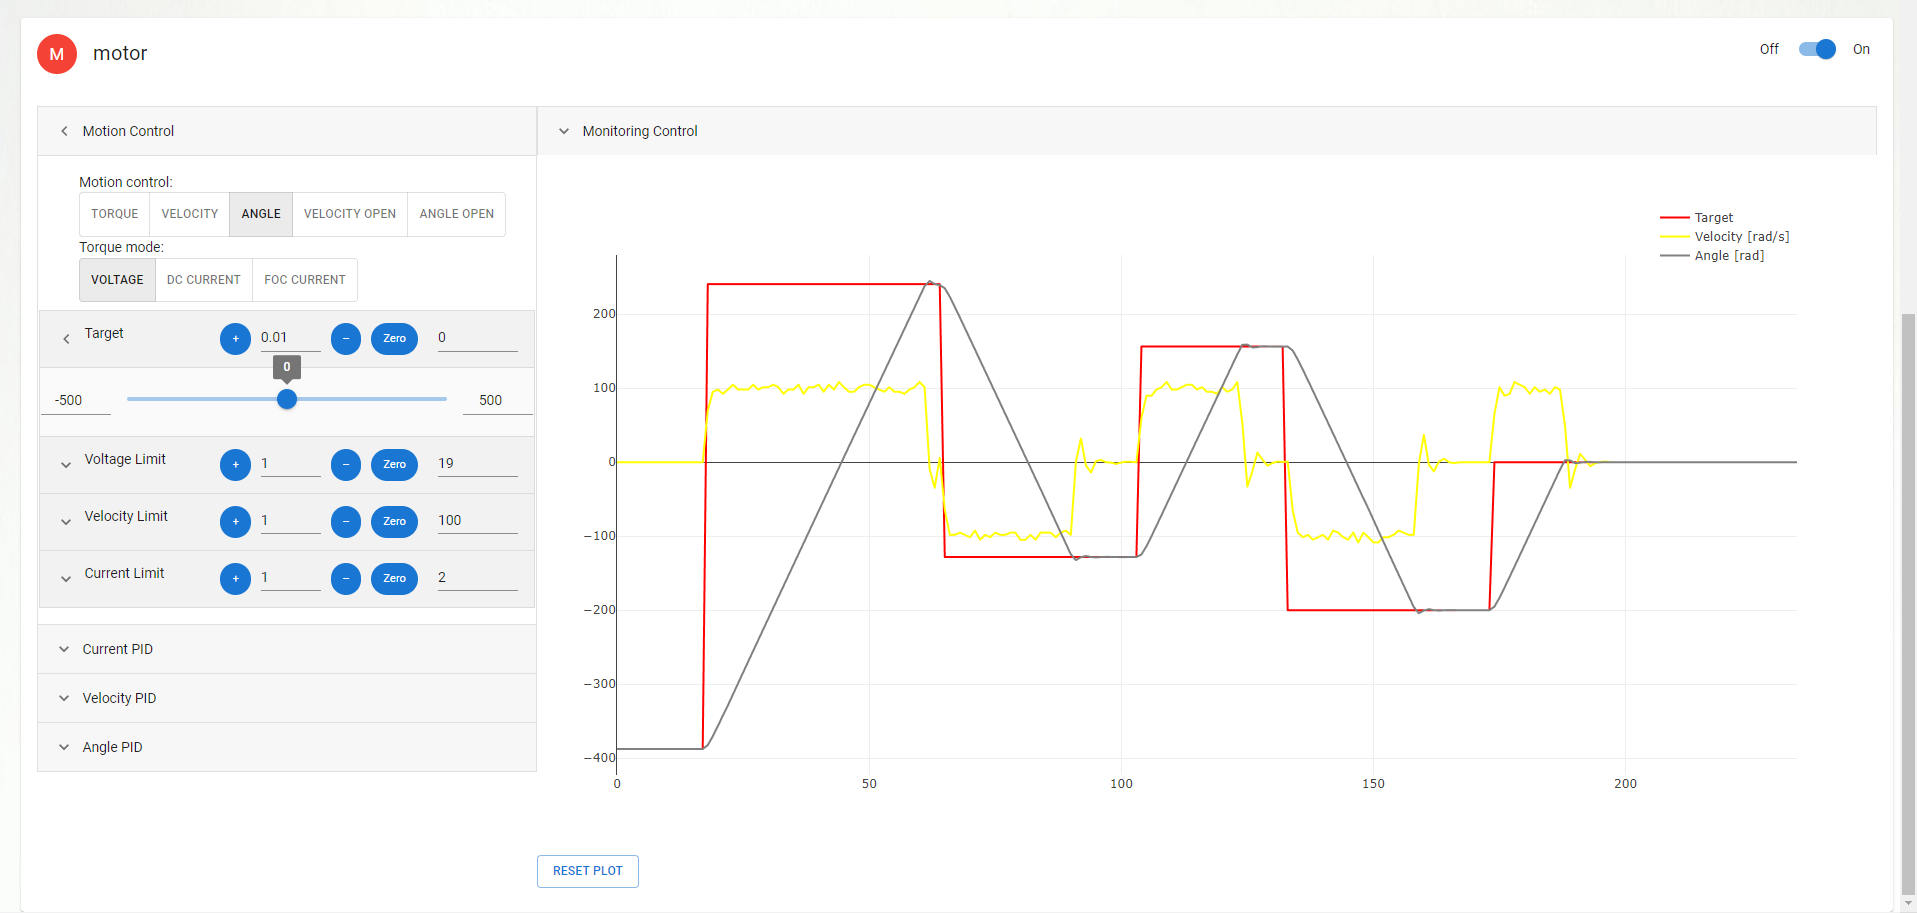 M motor Off On
Motion Control
Monitoring Control
Motion control:
TORQUE VELOCITY ANGLE VELOCITY OPEN ANGLE OPEN
Torque mode:
VOLTAGE DC CURRENT FOC CURRENT
Target + 0.01 − Zero 0
0
-500 500
Voltage Limit + 1 − Zero 19
Velocity Limit + 1 − Zero 100
Current Limit + 1 − Zero 2
Current PID
Velocity PID
Angle PID
Target
Velocity [rad/s]
Angle [rad]
200
100
0
−100
−200
−300
−400
0 50 100 150 200
RESET PLOT